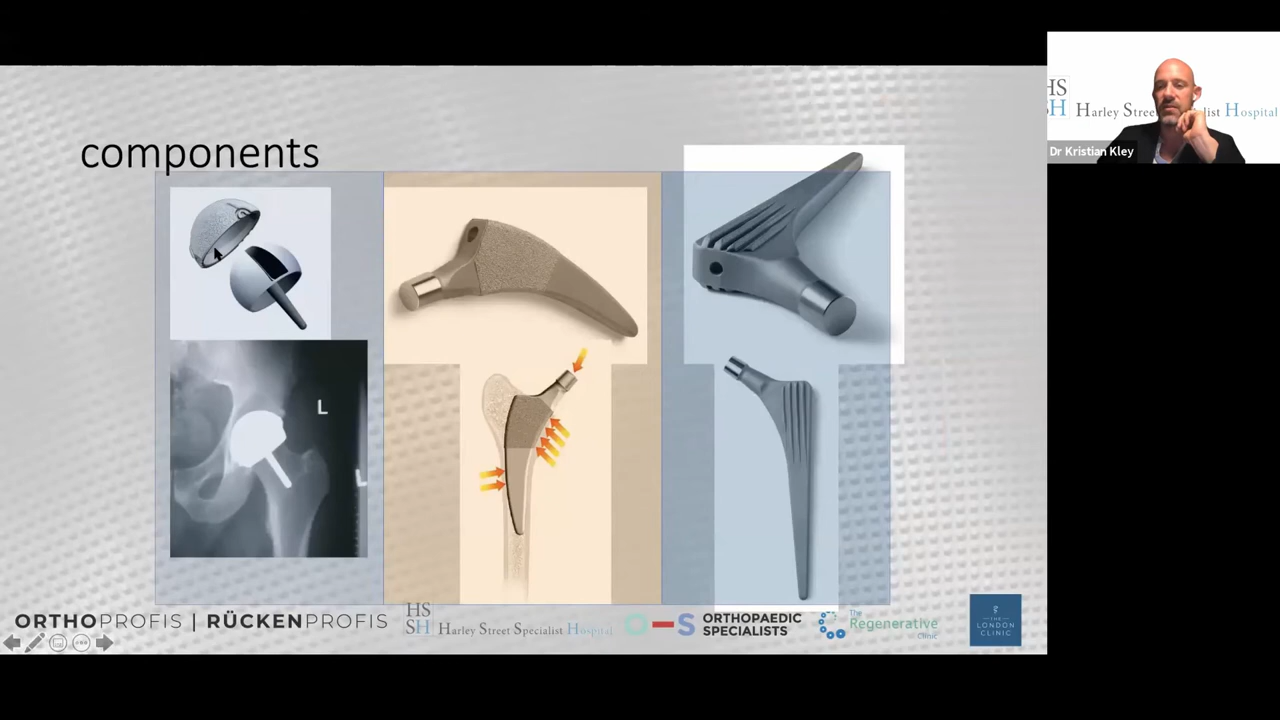 components
HS
SH Harley Street Specialist Hospital
Dr Kristian Kley
L
L
ORTHOPROFIS | RÜCKENPROFIS
HS
SH Harley Street Specialist Hospital
O-S ORTHOPAEDIC
SPECIALISTS
The
Regenerative
Clinic
THE
LONDON
CLINIC